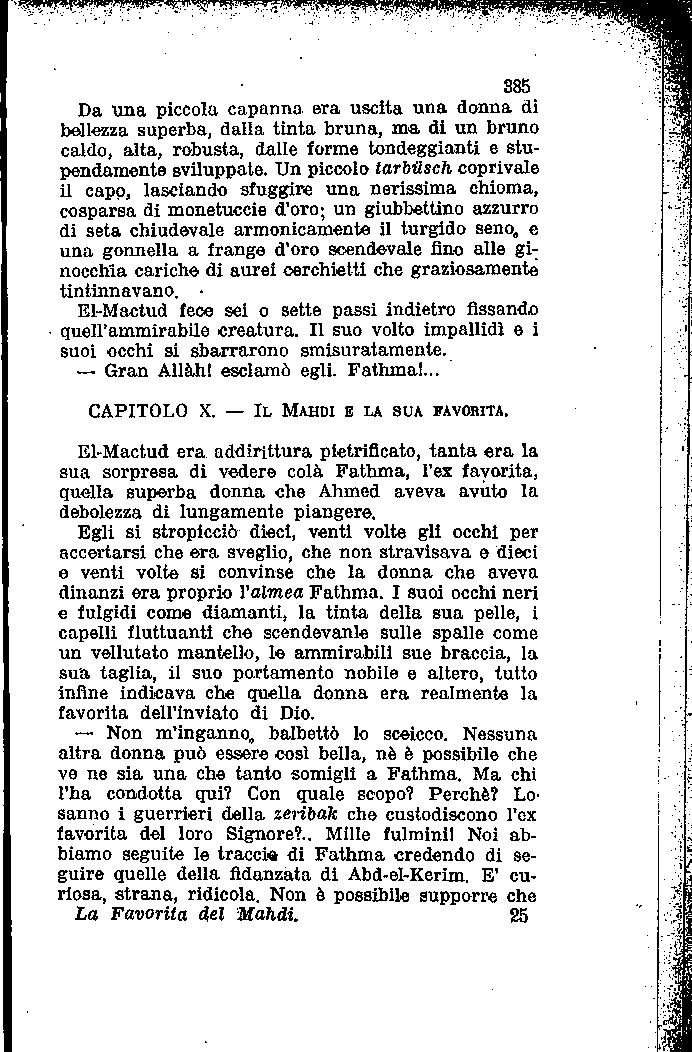 385
Da una piccola capanna era uscita una donna di
bellezza superba, dalla tinta bruna, ma di un bruno
caldo, alta, robusta, dalle forme tondeggianti e stu-
pendamente sviluppate. Un piccolo tarbüsch coprivale
il capo, lasciando sfuggire una nerissima chioma,
cosparsa di monetuccie d'oro; un giubbettino azzurro
di seta chiudevale armonicamente il turgido seno, e
una gonnella a frange d'oro scendevale fino alle gi-
nocchia cariche di aurei cerchietti che graziosamente
tintinnavano.
El-Mactud fece sei o sette passi indietro fissando
quell'ammirabile creatura. Il suo volto impallidì e i
suoi occhi si sbarrarono smisuratamente.
— Gran Allàh! esclamò egli. Fathma!...
CAPITOLO X. — IL MAHDI E LA SUA FAVORITA.
El-Mactud era addirittura pietrificato, tanta era la
sua sorpresa di vedere colà Fathma, l'ex favorita,
quella superba donna che Ahmed aveva avuto la
debolezza di lungamente piangere.
Egli si stropicciò dieci, venti volte gli occhi per
accertarsi che era sveglio, che non stravisava e dieci
e venti volte si convinse che la donna che aveva
dinanzi era proprio l'almea Fathma. I suoi occhi neri
e fulgidi come diamanti, la tinta della sua pelle, i
capelli fluttuanti che scendevanle sulle spalle come
un vellutato mantello, le ammirabili sue braccia, la
sua taglia, il suo portamento nobile e altero, tutto
infine indicava che quella donna era realmente la
favorita dell'inviato di Dio.
— Non m'inganno, balbettò lo sceicco. Nessuna
altra donna può essere così bella, nè è possibile che
ve ne sia una che tanto somigli a Fathma. Ma chi
l'ha condotta qui? Con quale scopo? Perchè? Lo
sanno i guerrieri della zeribak che custodiscono l'ex
favorita del loro Signore?.. Mille fulmini! Noi ab-
biamo seguite le traccie di Fathma credendo di se-
guire quelle della fidanzata di Abd-el-Kerim. E' cu-
riosa, strana, ridicola. Non è possibile supporre che
La Favorita del Mahdi. 25